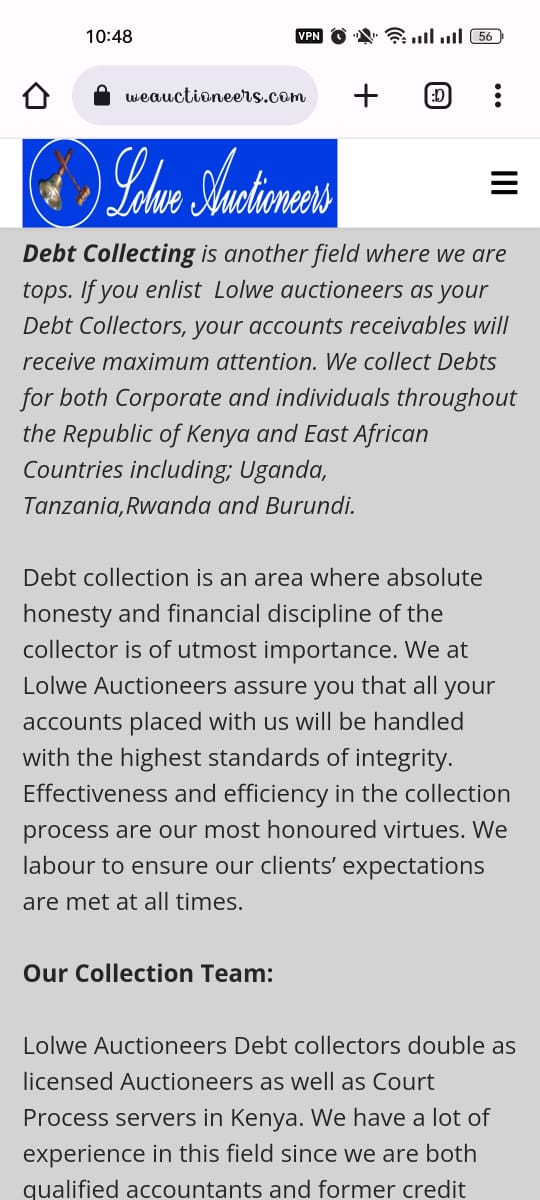 10:48
VPN
56
weauctioneers.com
:D
Lolwe Auctioneers
Debt Collecting is another field where we are
tops. If you enlist  Lolwe auctioneers as your
Debt Collectors, your accounts receivables will
receive maximum attention. We collect Debts
for both Corporate and individuals throughout
the Republic of Kenya and East African
Countries including; Uganda,
Tanzania,Rwanda and Burundi.
Debt collection is an area where absolute
honesty and financial discipline of the
collector is of utmost importance. We at
Lolwe Auctioneers assure you that all your
accounts placed with us will be handled
with the highest standards of integrity.
Effectiveness and efficiency in the collection
process are our most honoured virtues. We
labour to ensure our clients’ expectations
are met at all times.
Our Collection Team:
Lolwe Auctioneers Debt collectors double as
licensed Auctioneers as well as Court
Process servers in Kenya. We have a lot of
experience in this field since we are both
qualified accountants and former credit